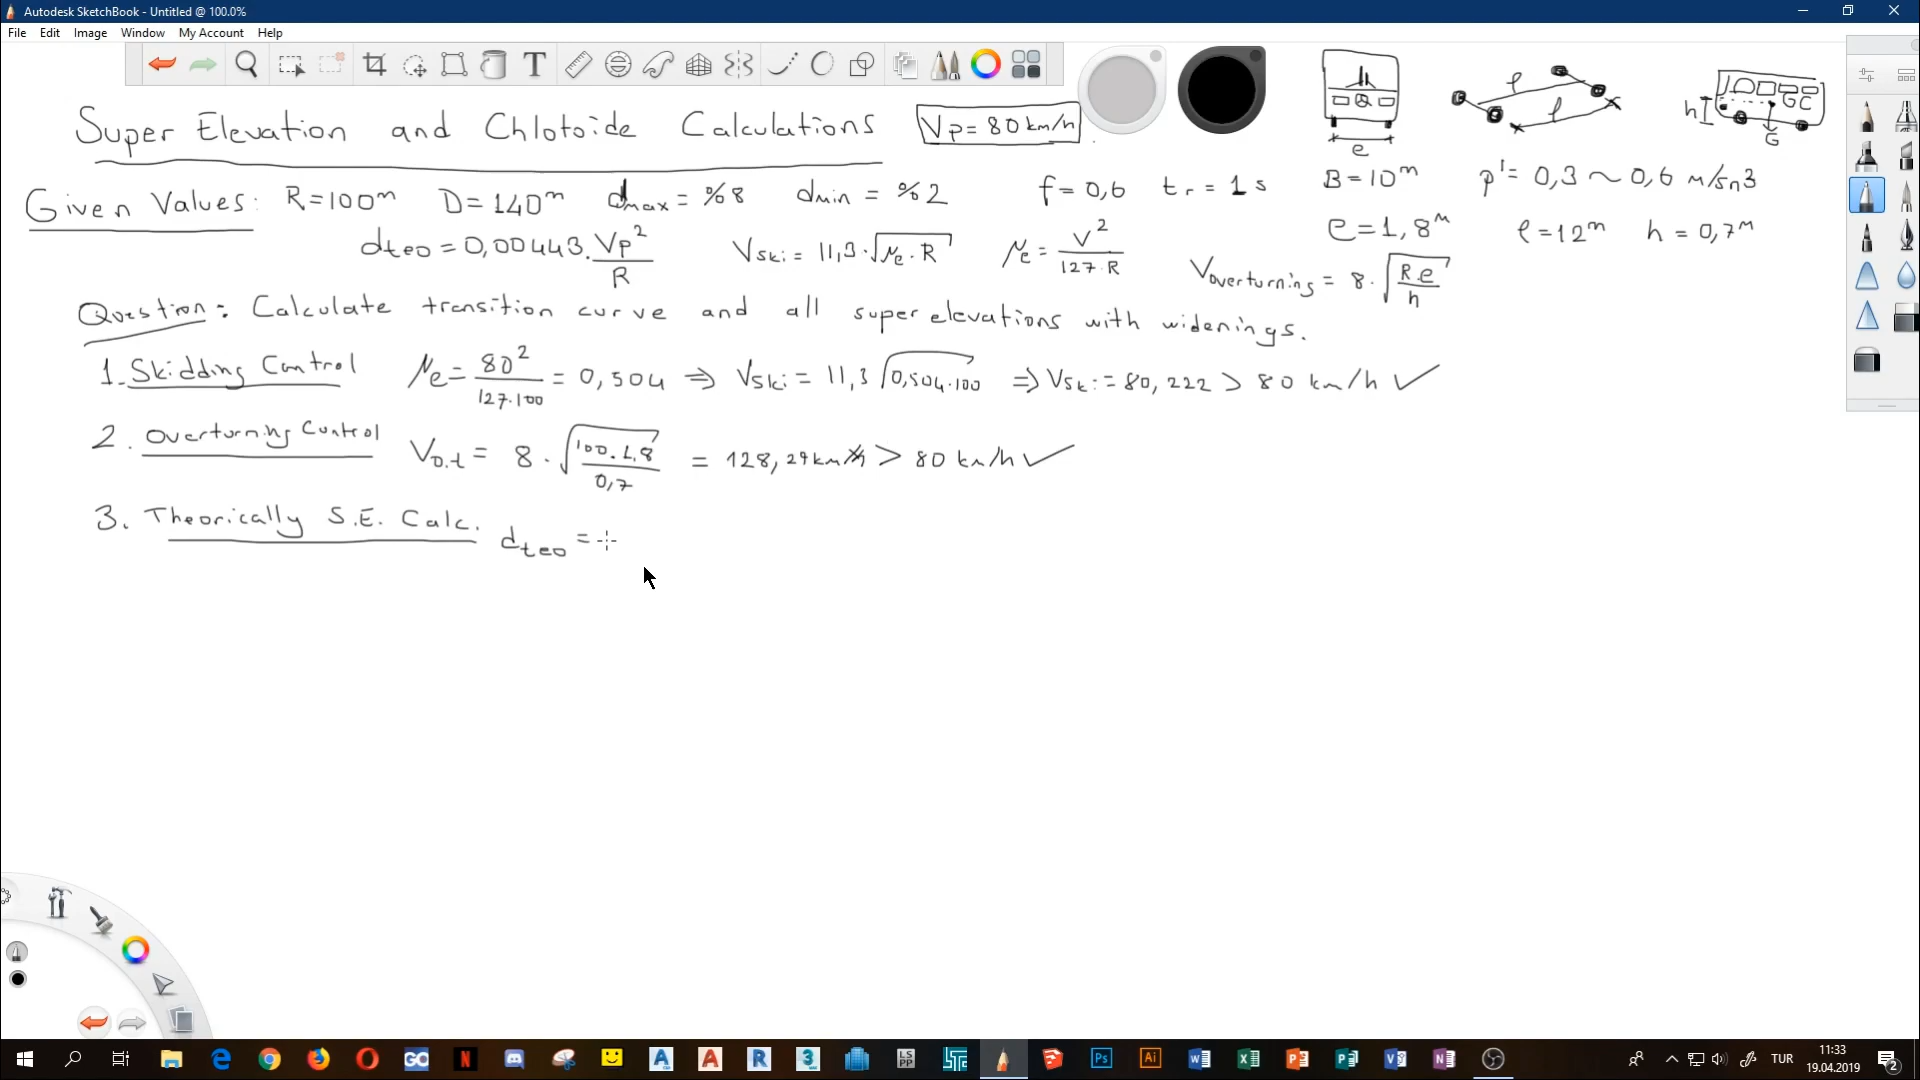 Autodesk SketchBook - Untitled @ 100.0%
File Edit Image Window My Account Help
Super Elevation and Chlotoide Calculations Vp = 80 km/h
e
l
l
h
GC
G
Given Values: R=100m D= 140m dmax = %8 dmin = %2 f = 0,6 tr = 1 s B = 10m p' = 0,3 ~ 0,6 m/sn3
dteo = 0,00443. Vp²/R Vski = 11,3.√μe.R μe = V²/127.R Voverturning = 8.√R.e/h e = 1,8m l = 12m h = 0,7m
Question: Calculate transition curve and all super elevations with widenings.
1. Skidding Control μe = 80²/127.100 = 0,504 ⇒ Vski = 11,3 √0,504.100 ⇒ Vski = 80,222 > 80 km/h ✓
2. Overturning Control Vo.t = 8 . √100.1,8/0,7 = 128,29 km/h > 80 km/h ✓
3. Theorically S.E. Calc. dteo =
TUR
11:33
19.04.2019
2